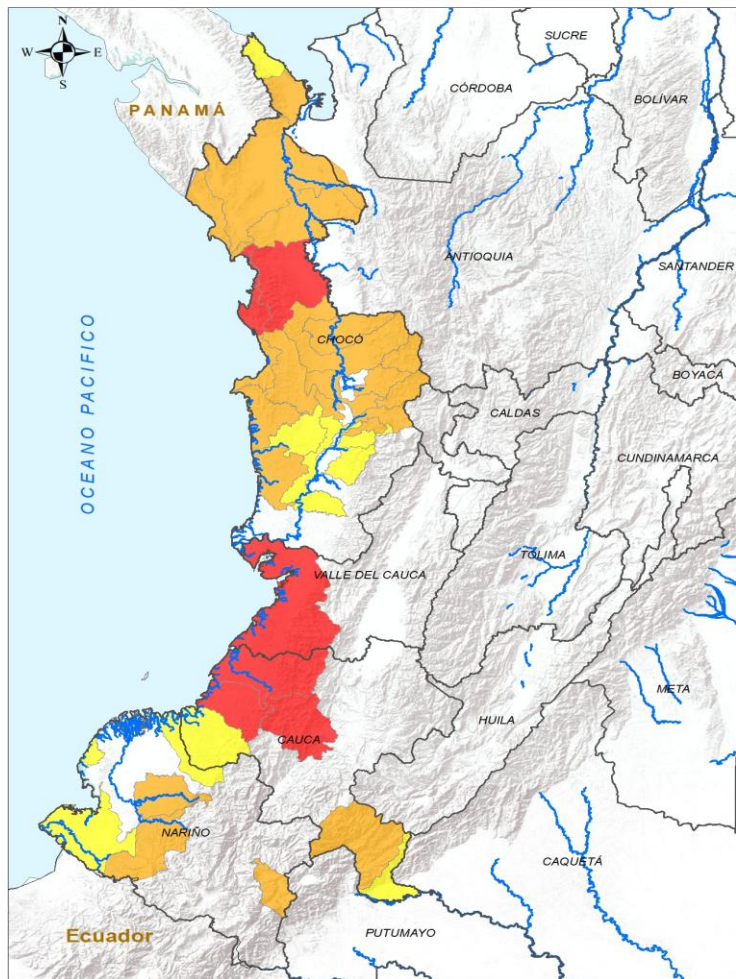 N
W E
S
SUCRE
CÓRDOBA
BOLÍVAR
PANAMÁ
ANTIOQUIA
SANTANDER
OCEANO PACIFICO
CHOCÓ
BOYACÁ
CALDAS
CUNDINAMARCA
TOLIMA
VALLE DEL CAUCA
META
HUILA
CAUCA
NARIÑO
CAQUETÁ
Ecuador
PUTUMAYO